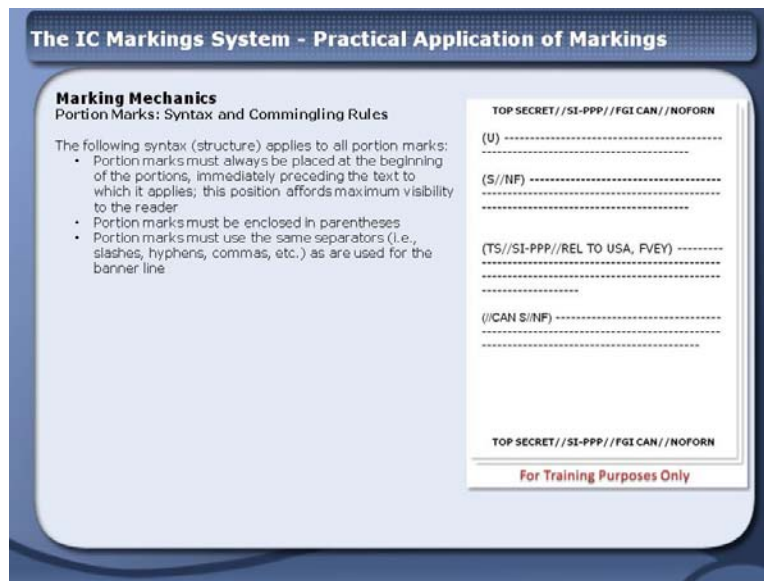 The IC Markings System - Practical Application of Markings
Marking Mechanics
Portion Marks: Syntax and Commingling Rules
The following syntax (structure) applies to all portion marks:
• Portion marks must always be placed at the beginning
of the portions, immediately preceding the text to
which it applies; this position affords maximum visibility
to the reader
• Portion marks must be enclosed in parentheses
• Portion marks must use the same separators (i.e.,
slashes, hyphens, commas, etc.) as are used for the
banner line
TOP SECRET//SI-PPP//FGI CAN//NOFORN
(U) ----------------------------------------
--------------------------------------
(S//NF) -----------------------------------
--------------------------------------------
--------------------------------------
(TS//SI-PPP//REL TO USA, FVEY) ---------
--------------------------------------------
--------------------------------------------
------------------
(//CAN S//NF) -------------------------------
--------------------------------------------
----------------------------------------
TOP SECRET//SI-PPP//FGI CAN//NOFORN
For Training Purposes Only